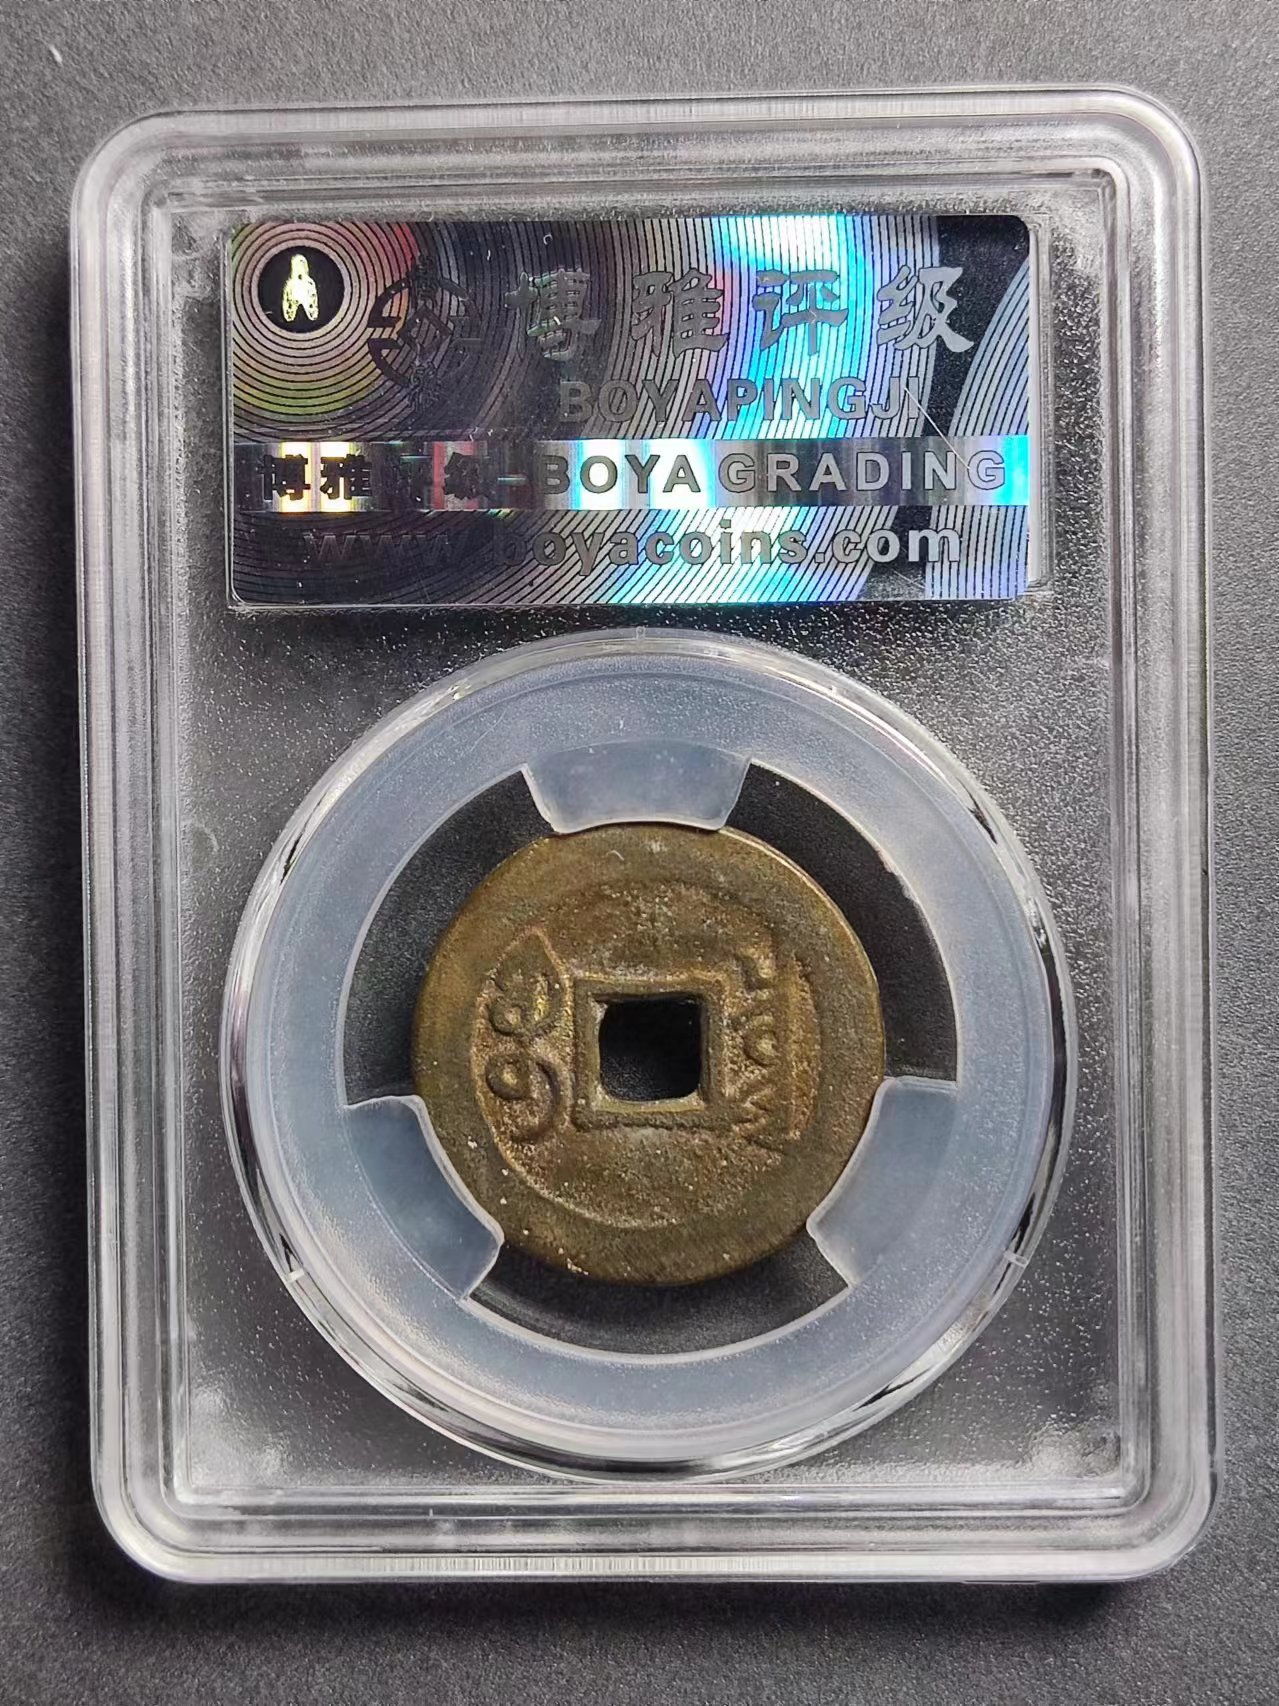 博雅评级
BOYAPINGJI
博雅评级 BOYA GRADING
www.boyacoins.com